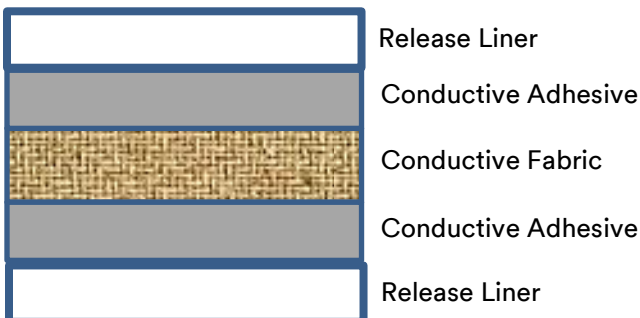 Release Liner
Conductive Adhesive
Conductive Fabric
Conductive Adhesive
Release Liner